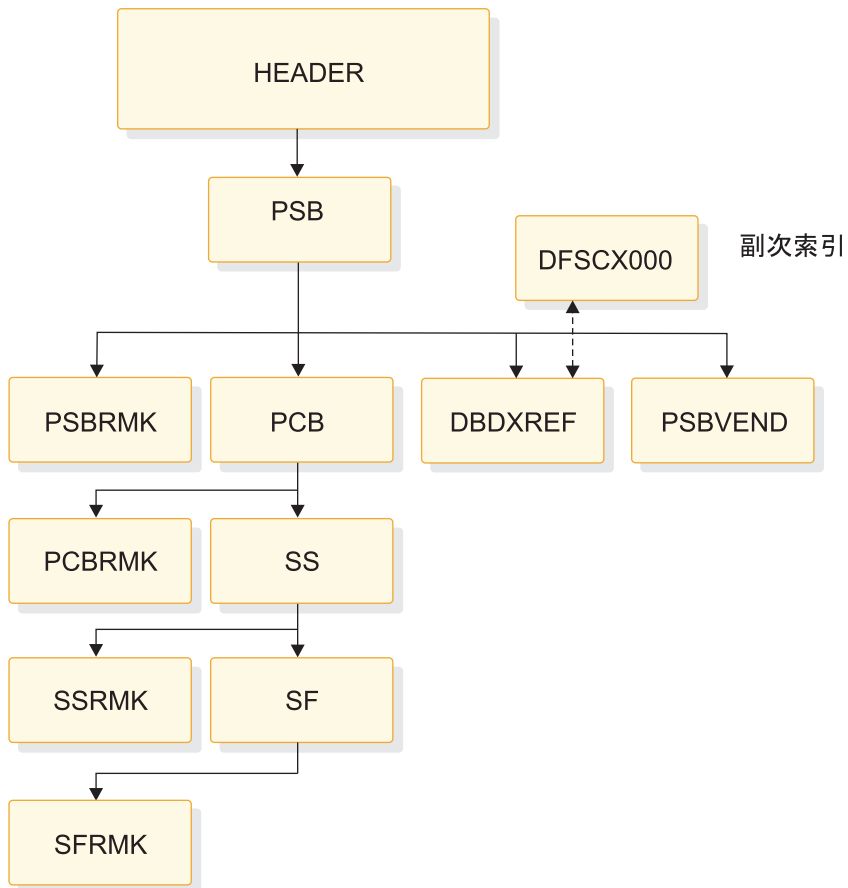 HEADER
PSB
DFSCX000
副次索引
PSBRMK
PCB
DBDXREF
PSBVEND
PCBRMK
SS
SSRMK
SF
SFRMK